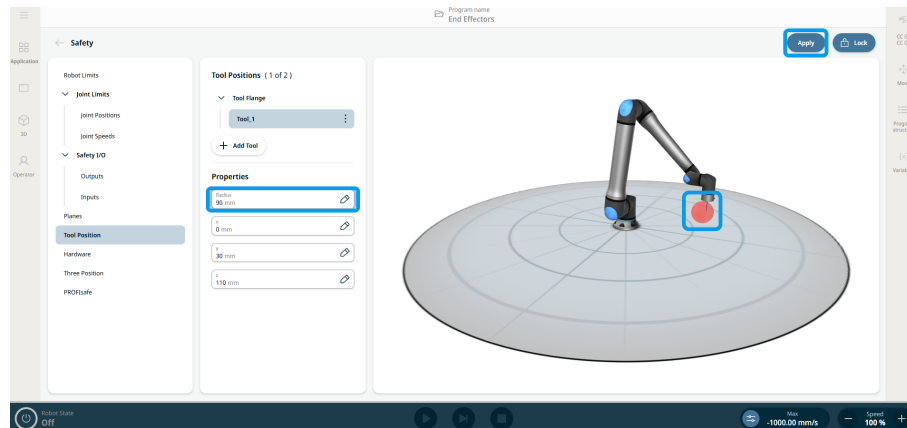 Program name
End Effectors
Safety
Apply
Lock
Application
3D
Operator
Robot Limits
Joint Limits
Joint Positions
Joint Speeds
Safety I/O
Outputs
Inputs
Planes
Tool Position
Hardware
Three Position
PROFIsafe
Tool Positions ( 1 of 2 )
Tool Flange
Tool_1
+ Add Tool
Properties
Radius
90 mm
x
0 mm
y
30 mm
z
110 mm
Robot State
Off
Max
-1000.00 mm/s
Speed
100 %